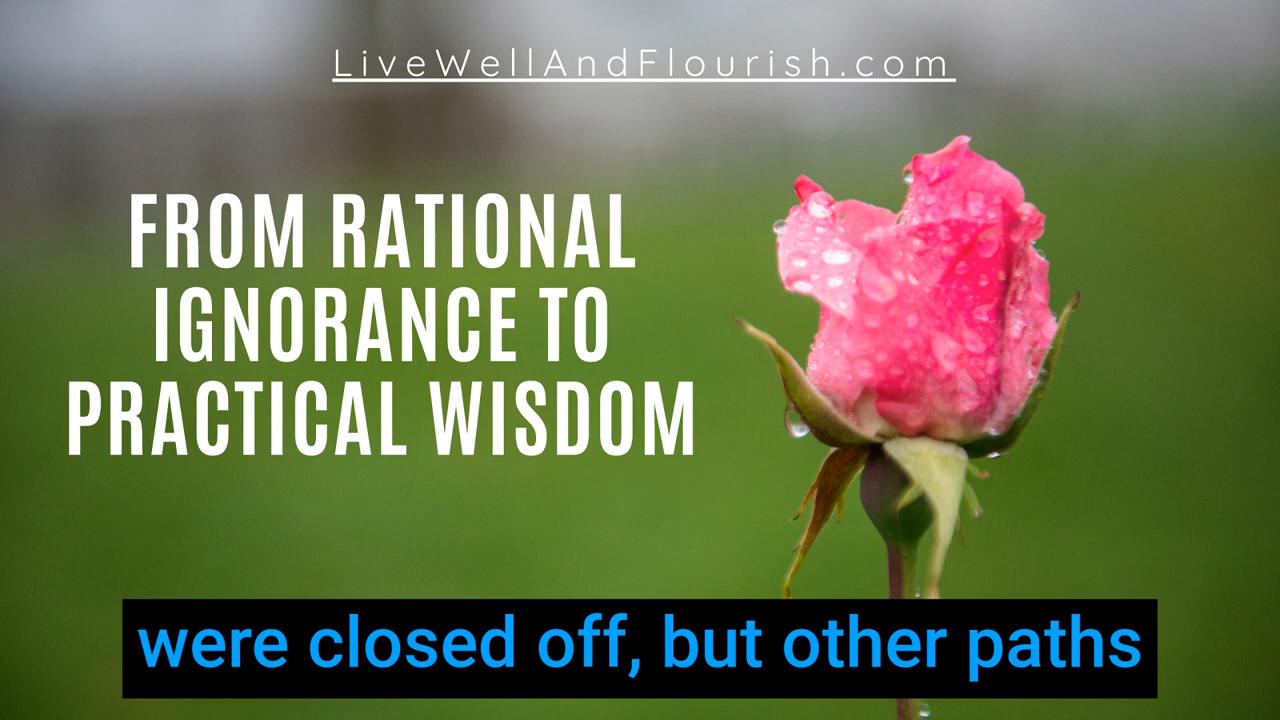 LiveWellAndFlourish.com
FROM RATIONAL
IGNORANCE TO
PRACTICAL WISDOM
were closed off, but other paths